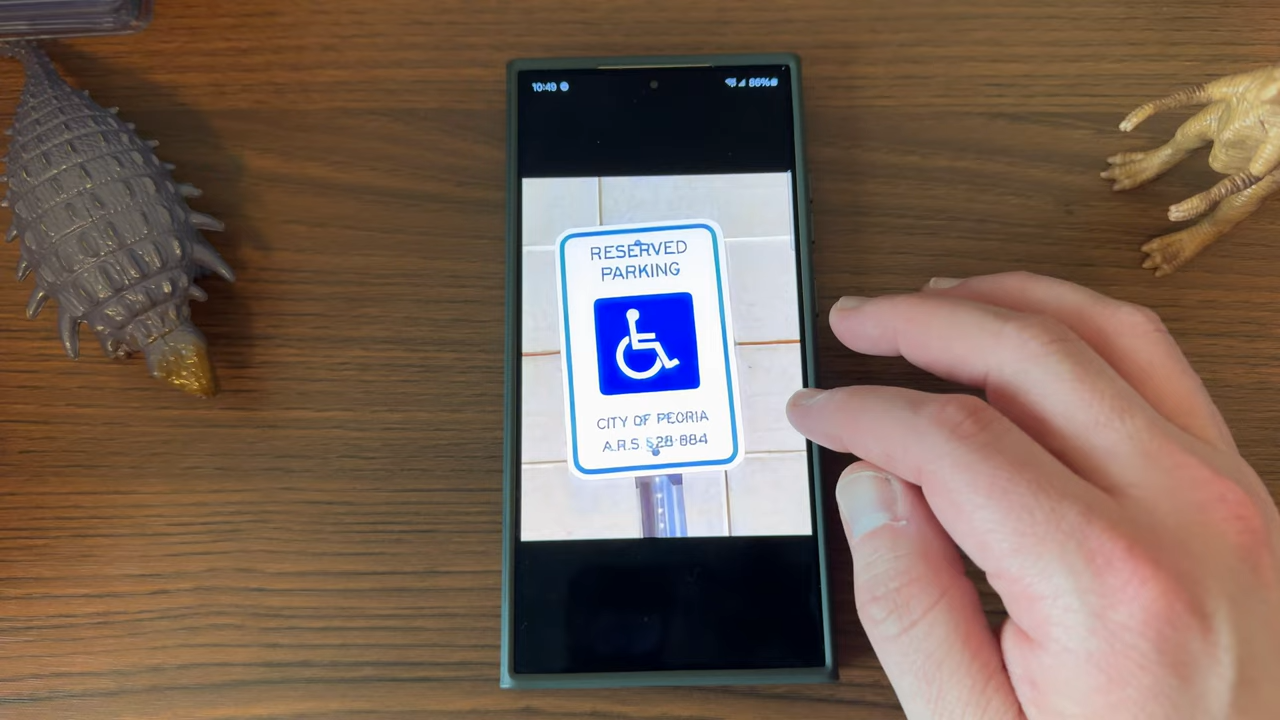 10:49
86%
RESERVED
PARKING
CITY OF PEORIA
A.R.S. §28-884